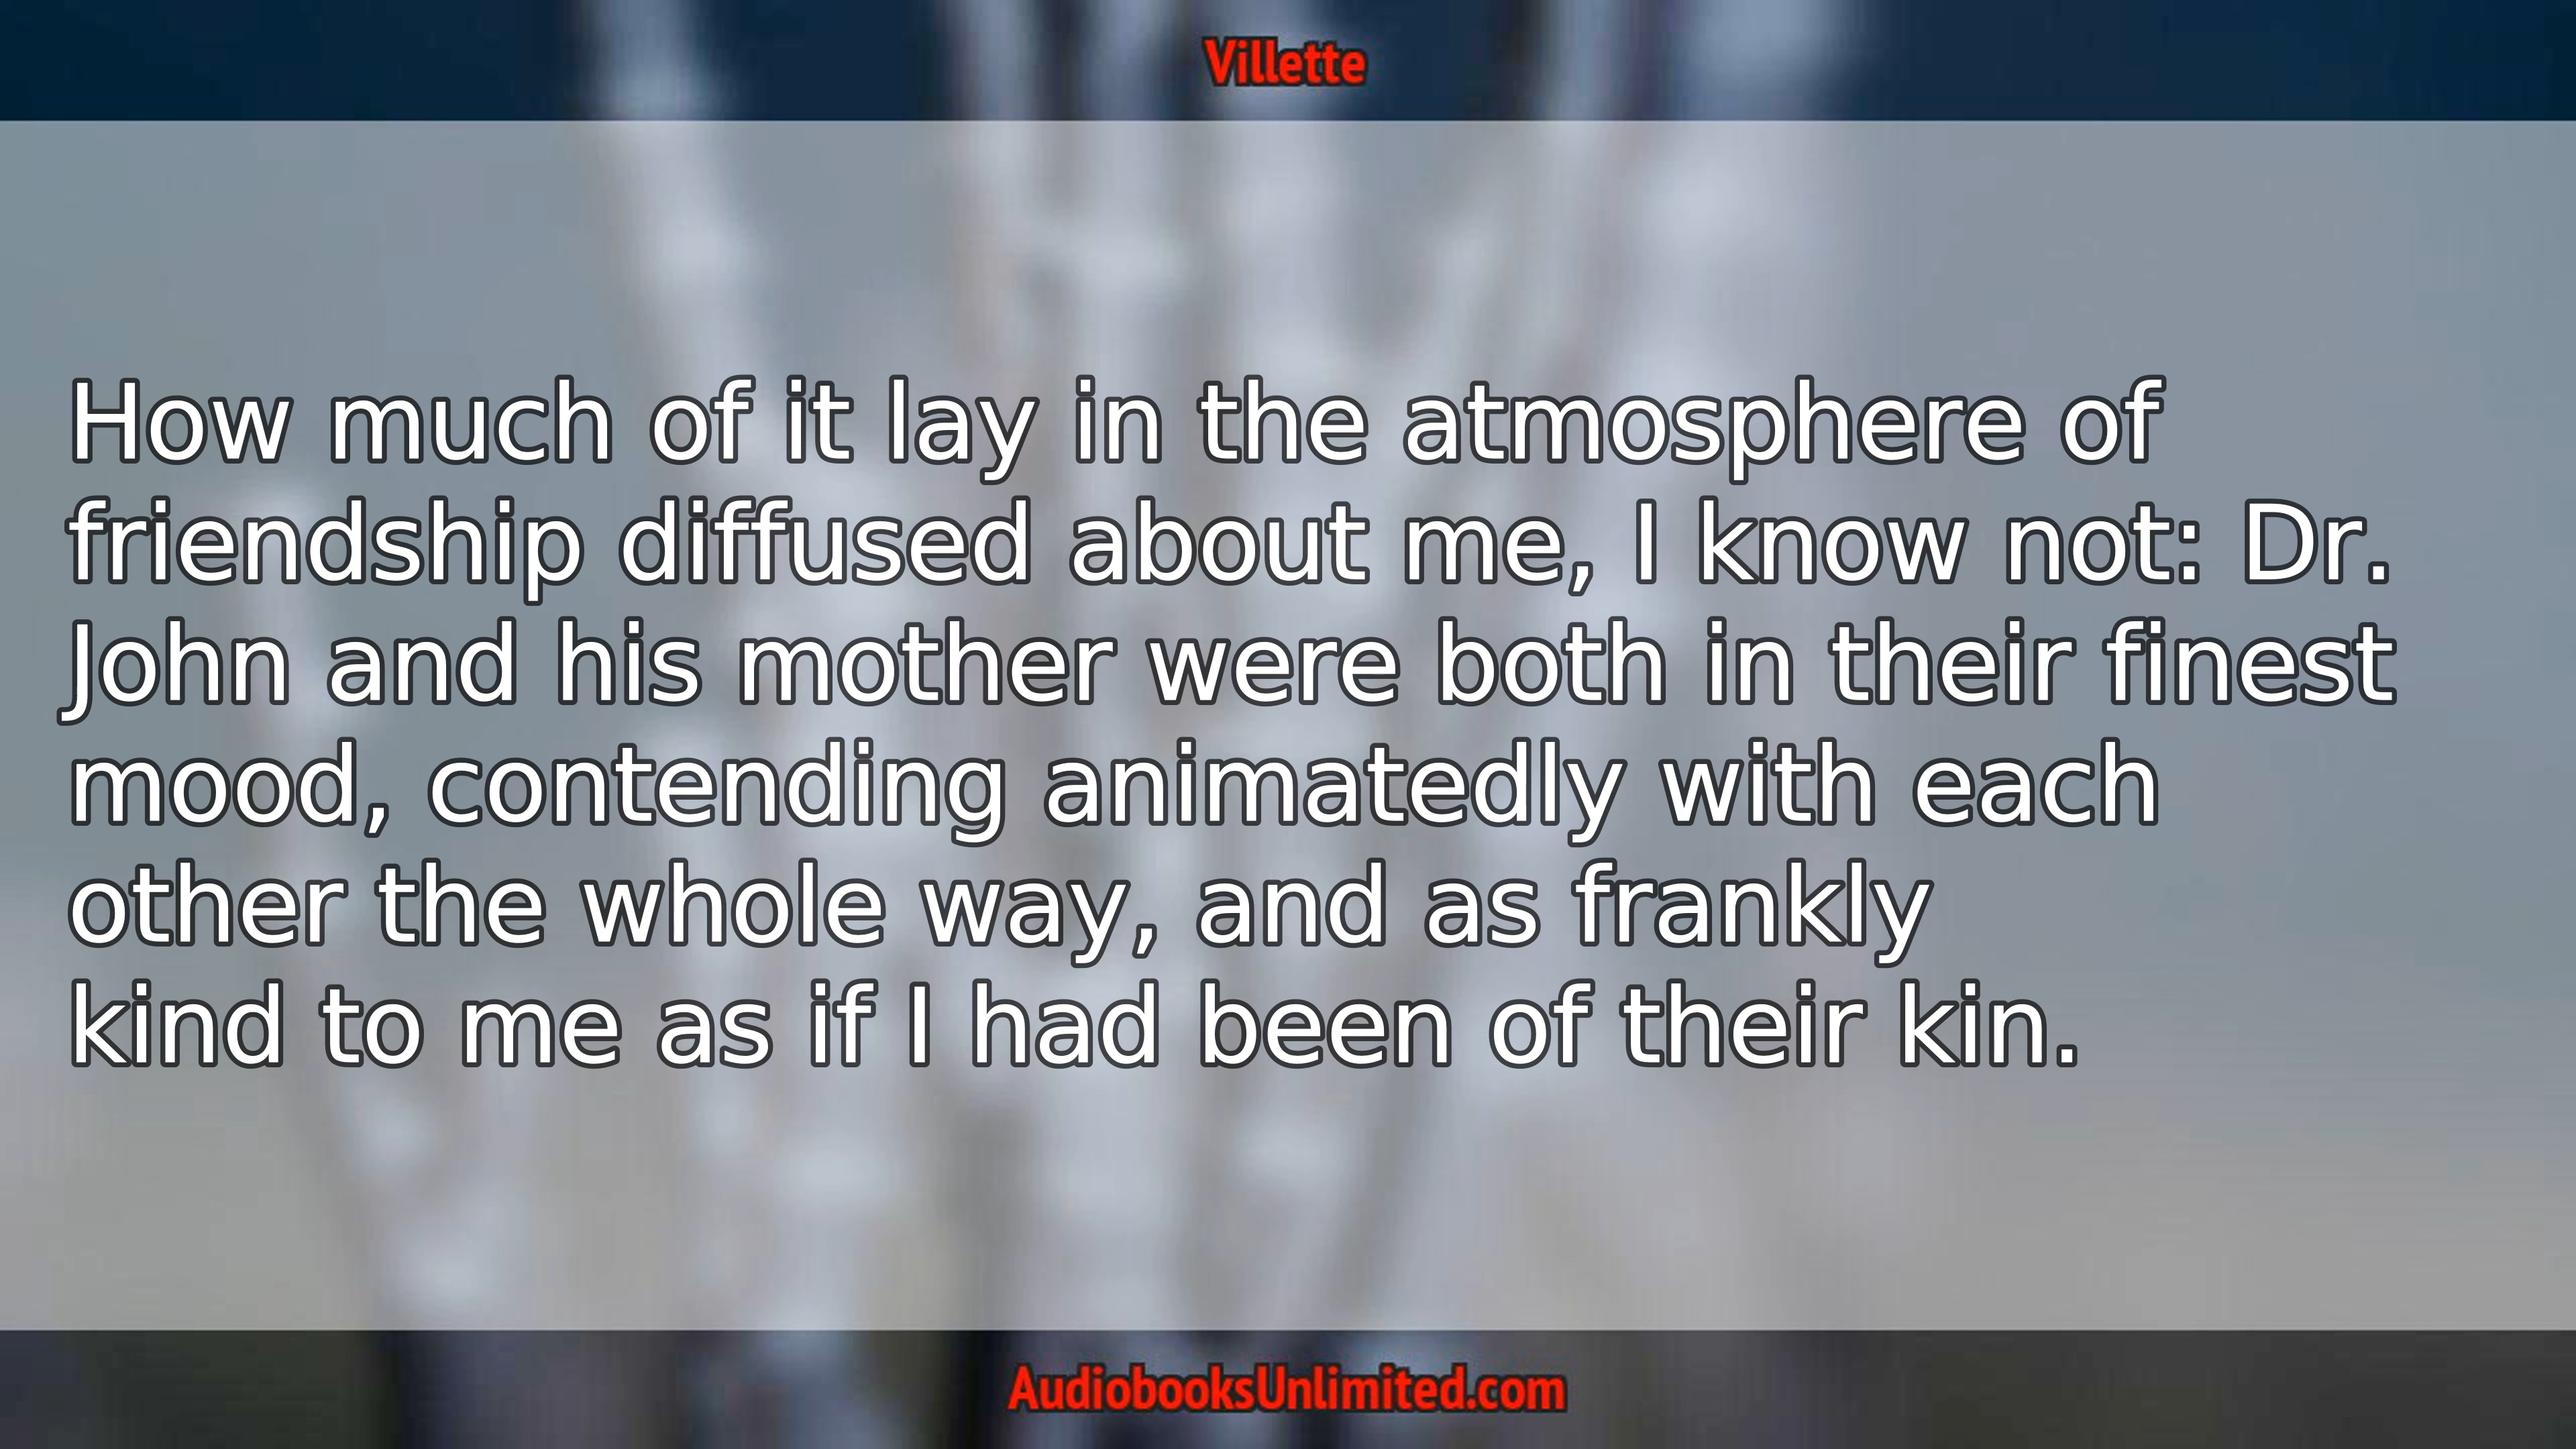 Villette
How much of it lay in the atmosphere of
friendship diffused about me, I know not: Dr.
John and his mother were both in their finest
mood, contending animatedly with each
other the whole way, and as frankly
kind to me as if I had been of their kin.
AudiobooksUnlimited.com